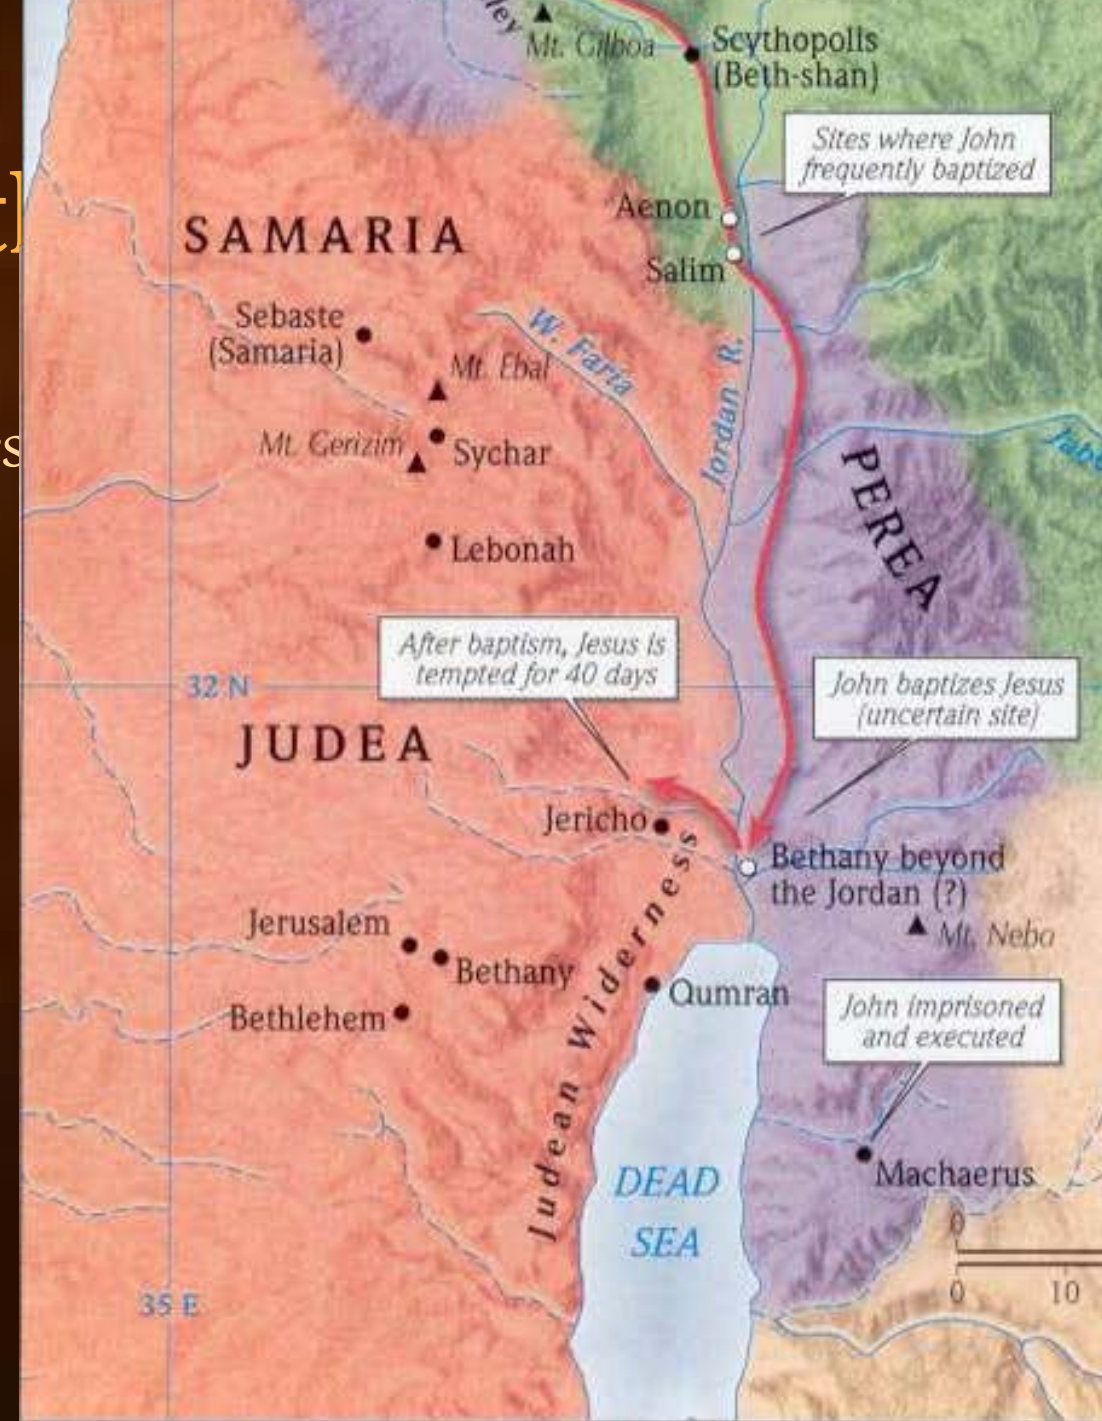 Mt. Gilboa
Scythopolis
(Beth-shan)
Sites where John
frequently baptized
Aenon
Salim
SAMARIA
Sebaste
(Samaria)
W. Faria
Mt. Ebal
Jordan R.
Mt. Gerizim
Sychar
PEREA
Lebonah
After baptism, Jesus is
tempted for 40 days
32 N
John baptizes Jesus
(uncertain site)
JUDEA
Jericho
Bethany beyond
the Jordan (?)
Mt. Nebo
Jerusalem
Bethany
Judean Widerness
Qumran
Bethlehem
John imprisoned
and executed
Machaerus
DEAD
SEA
0
0 10
35 E